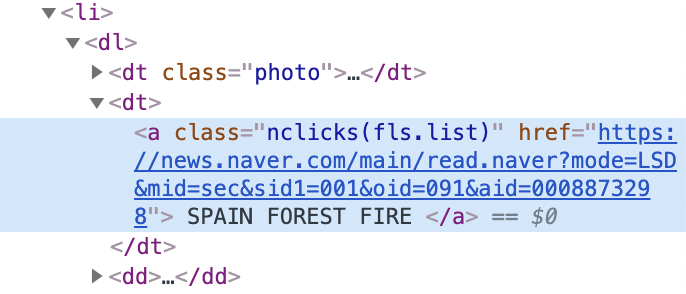 ▼<li>
▼<dl>
▶<dt class="photo">…</dt>
▼<dt>
<a class="nclicks(fls.list)" href="https:
//news.naver.com/main/read.naver?mode=LSD
&mid=sec&sid1=001&oid=091&aid=000887329
8"> SPAIN FOREST FIRE </a> == $0
</dt>
▶<dd>…</dd>